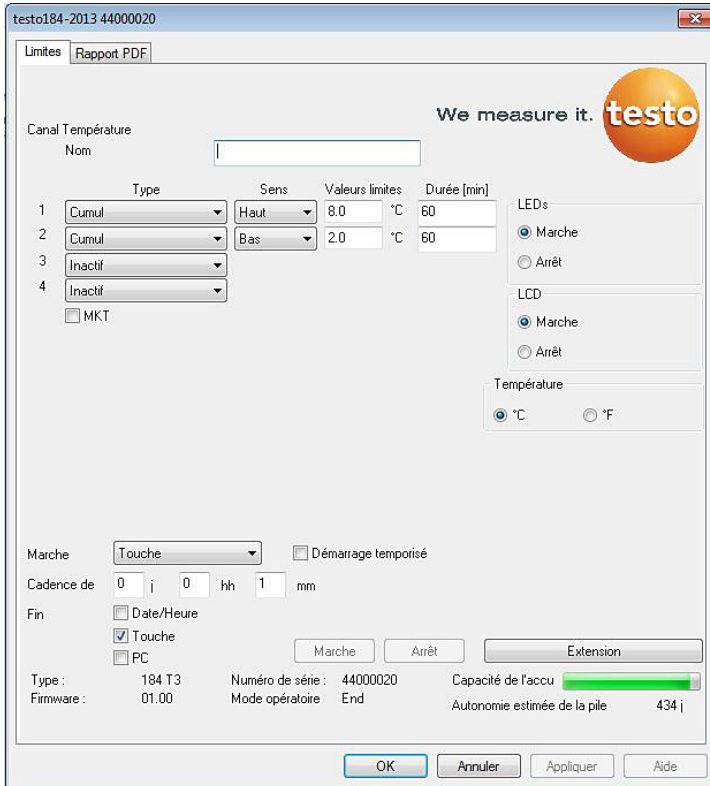 testo184-2013 44000020
Limites Rapport PDF
We measure it. testo
Canal Température
Nom
Type Sens Valeurs limites Durée [min]
1 Cumul Haut 8.0 °C 60
2 Cumul Bas 2.0 °C 60
3 Inactif
4 Inactif
MKT
LEDs
Marche
Arrêt
LCD
Marche
Arrêt
Température
°C °F
Marche Touche Démarrage temporisé
Cadence de 0 j 0 hh 1 mm
Fin Date/Heure
Touche
PC
Marche Arrêt Extension
Type : 184 T3 Numéro de série : 44000020 Capacité de l'accu
Firmware : 01.00 Mode opératoire End Autonomie estimée de la pile 434 j
OK Annuler Appliquer Aide